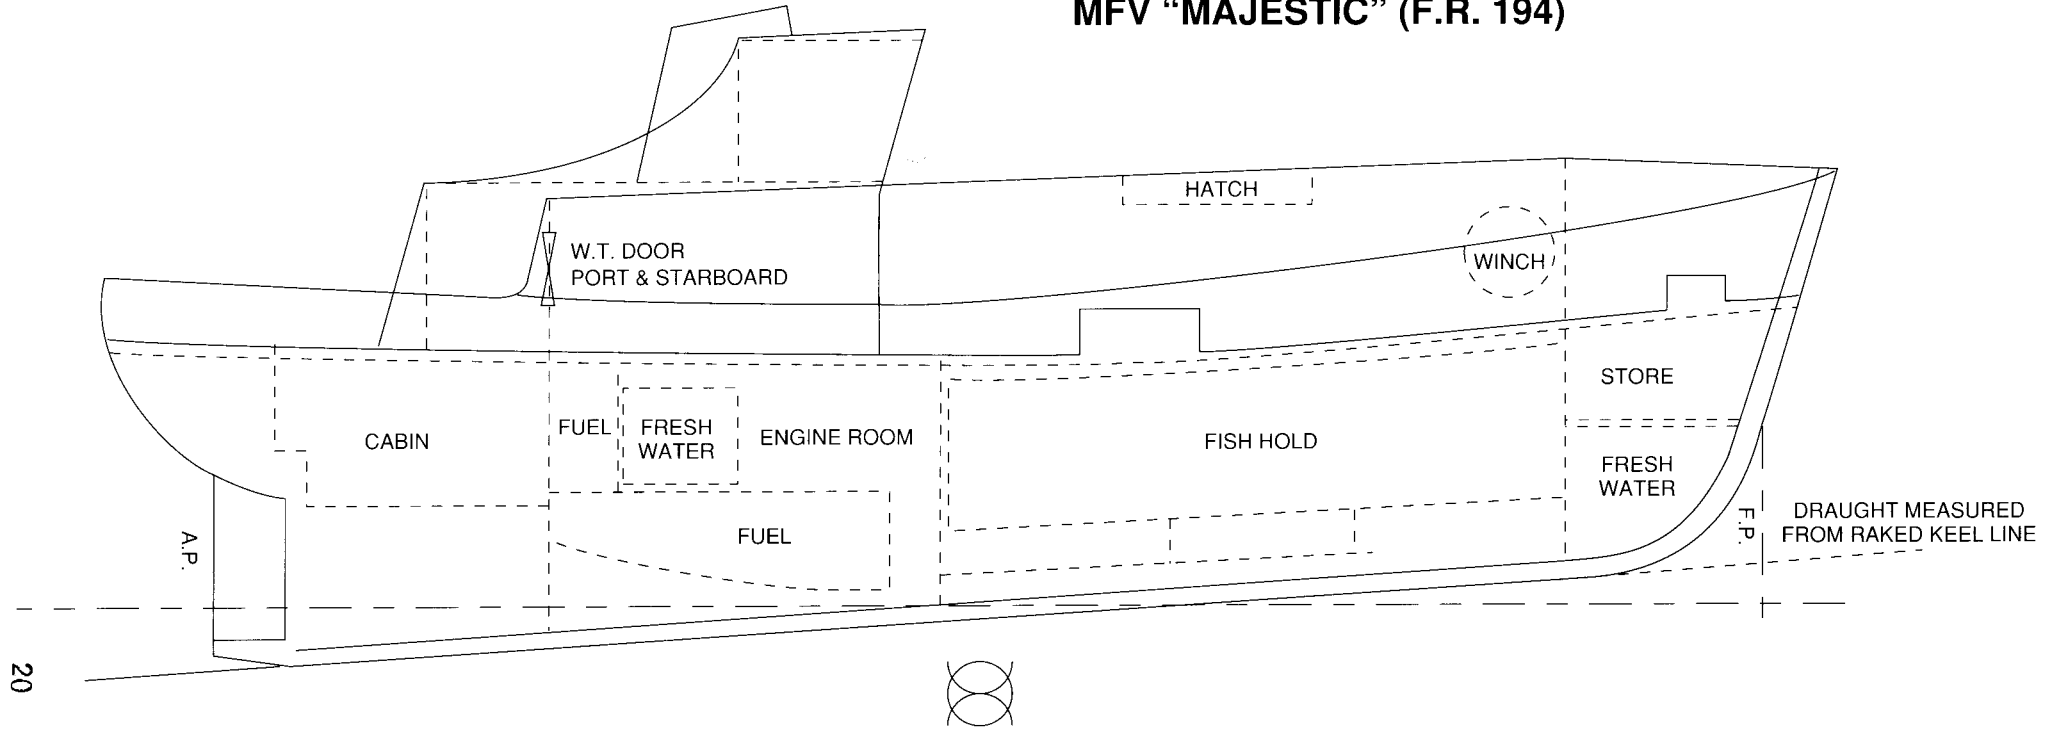 MFV “MAJESTIC” (F.R. 194)
HATCH
W.T. DOOR
PORT & STARBOARD
WINCH
STORE
CABIN
FUEL
FRESH
WATER
ENGINE ROOM
FISH HOLD
FRESH
WATER
FUEL
A.P.
F.P.
DRAUGHT MEASURED
FROM RAKED KEEL LINE
20